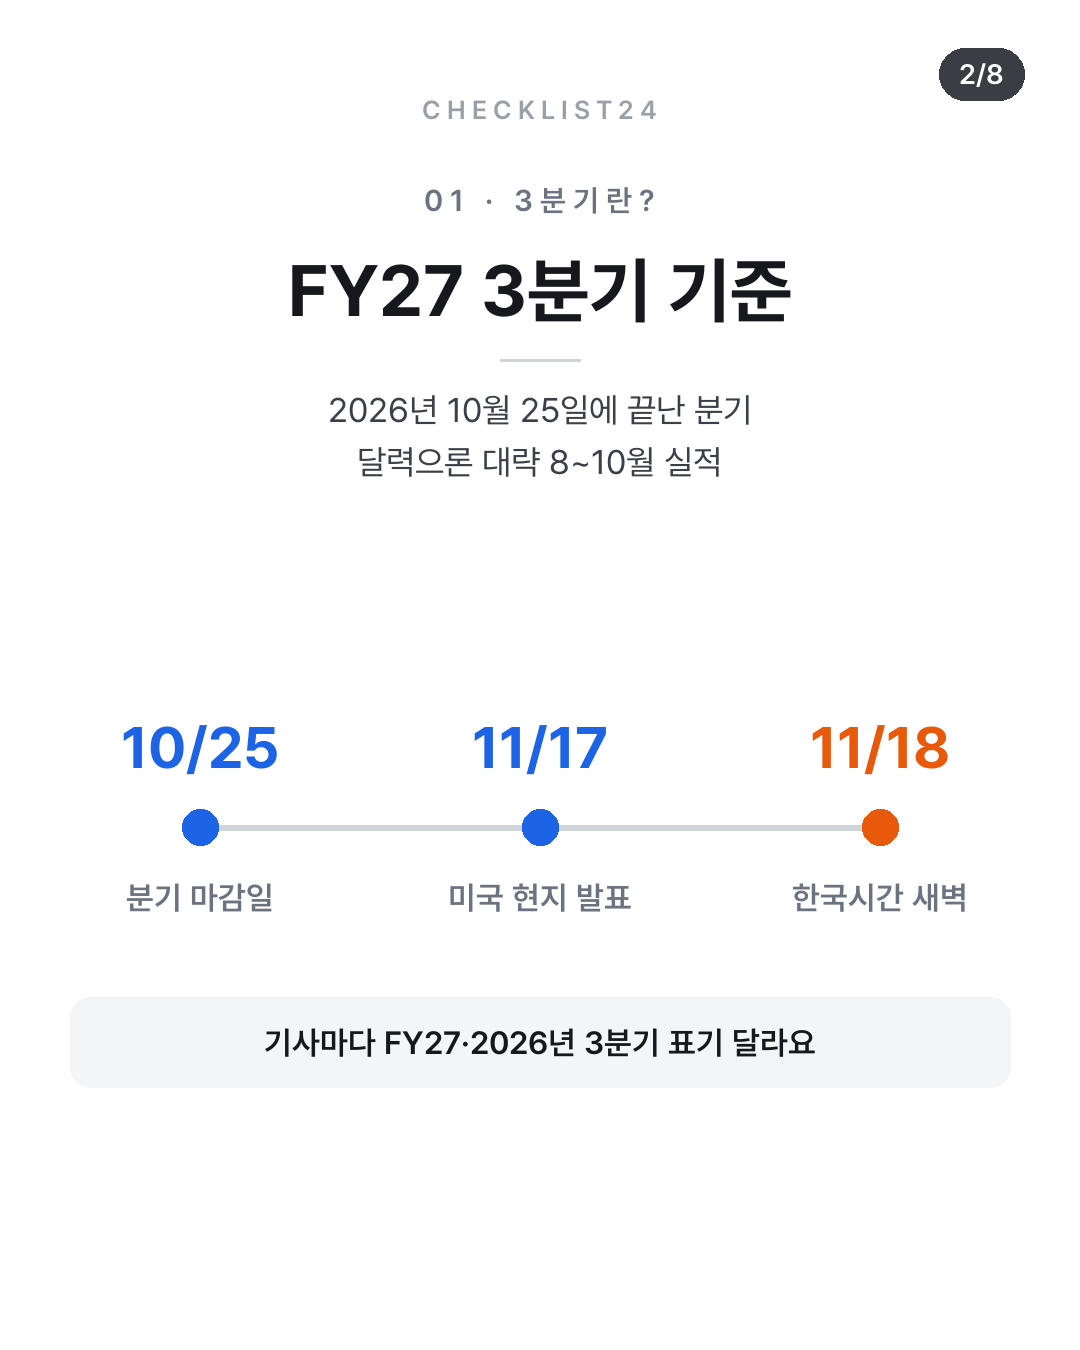 2/8
CHECKLIST24
01 · 3분기란?
FY27 3분기 기준
2026년 10월 25일에 끝난 분기
달력으론 대략 8~10월 실적
10/25
11/17
11/18
분기 마감일
미국 현지 발표
한국시간 새벽
기사마다 FY27·2026년 3분기 표기 달라요